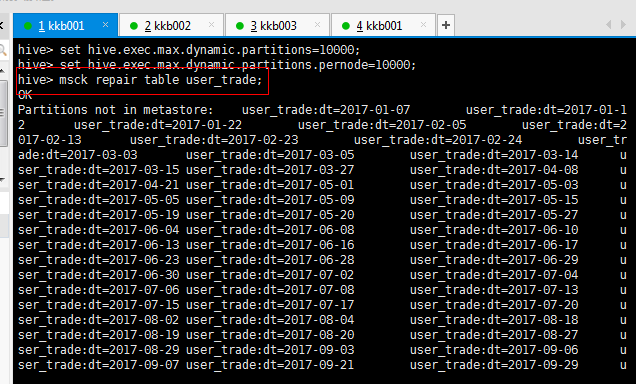 1 kkb001 2 kkb002 3 kkb003 4 kkb001
hive> set hive.exec.max.dynamic.partitions=10000;
hive> set hive.exec.max.dynamic.partitions.pernode=10000;
hive> msck repair table user_trade;
OK
Partitions not in metastore: user_trade:dt=2017-01-07 user_trade:dt=2017-01-1
2 user_trade:dt=2017-01-22 user_trade:dt=2017-02-05 user_trade:dt=2
017-02-13 user_trade:dt=2017-02-23 user_trade:dt=2017-02-24 user_tr
ade:dt=2017-03-03 user_trade:dt=2017-03-05 user_trade:dt=2017-03-14 u
ser_trade:dt=2017-03-15 user_trade:dt=2017-03-27 user_trade:dt=2017-04-08 u
ser_trade:dt=2017-04-21 user_trade:dt=2017-05-01 user_trade:dt=2017-05-03 u
ser_trade:dt=2017-05-05 user_trade:dt=2017-05-09 user_trade:dt=2017-05-15 u
ser_trade:dt=2017-05-19 user_trade:dt=2017-05-20 user_trade:dt=2017-05-27 u
ser_trade:dt=2017-06-04 user_trade:dt=2017-06-08 user_trade:dt=2017-06-10 u
ser_trade:dt=2017-06-13 user_trade:dt=2017-06-16 user_trade:dt=2017-06-17 u
ser_trade:dt=2017-06-23 user_trade:dt=2017-06-28 user_trade:dt=2017-06-29 u
ser_trade:dt=2017-06-30 user_trade:dt=2017-07-02 user_trade:dt=2017-07-04 u
ser_trade:dt=2017-07-06 user_trade:dt=2017-07-08 user_trade:dt=2017-07-13 u
ser_trade:dt=2017-07-15 user_trade:dt=2017-07-17 user_trade:dt=2017-07-20 u
ser_trade:dt=2017-08-02 user_trade:dt=2017-08-04 user_trade:dt=2017-08-18 u
ser_trade:dt=2017-08-19 user_trade:dt=2017-08-20 user_trade:dt=2017-08-27 u
ser_trade:dt=2017-08-29 user_trade:dt=2017-09-03 user_trade:dt=2017-09-06 u
ser_trade:dt=2017-09-07 user_trade:dt=2017-09-21 user_trade:dt=2017-09-29 u